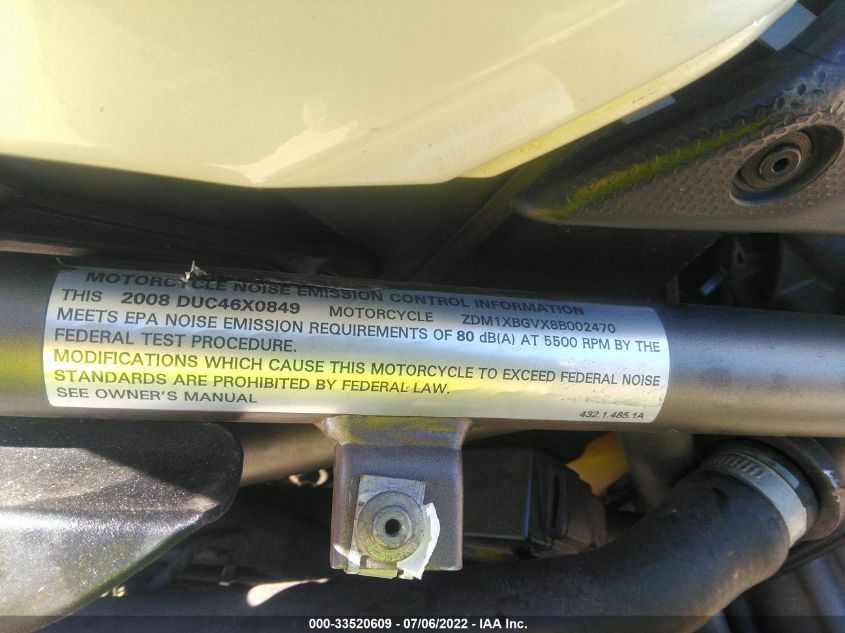 MOTORCYCLE NOISE EMISSION CONTROL INFORMATION
THIS 2008 DUC46X0849 MOTORCYCLE ZDM1XBGVX8B002470
MEETS EPA NOISE EMISSION REQUIREMENTS OF 80 dB(A) AT 5500 RPM BY THE
FEDERAL TEST PROCEDURE.
MODIFICATIONS WHICH CAUSE THIS MOTORCYCLE TO EXCEED FEDERAL NOISE
STANDARDS ARE PROHIBITED BY FEDERAL LAW.
SEE OWNER'S MANUAL
432.1.485.1A
000-33520609 - 07/06/2022 - IAA Inc.